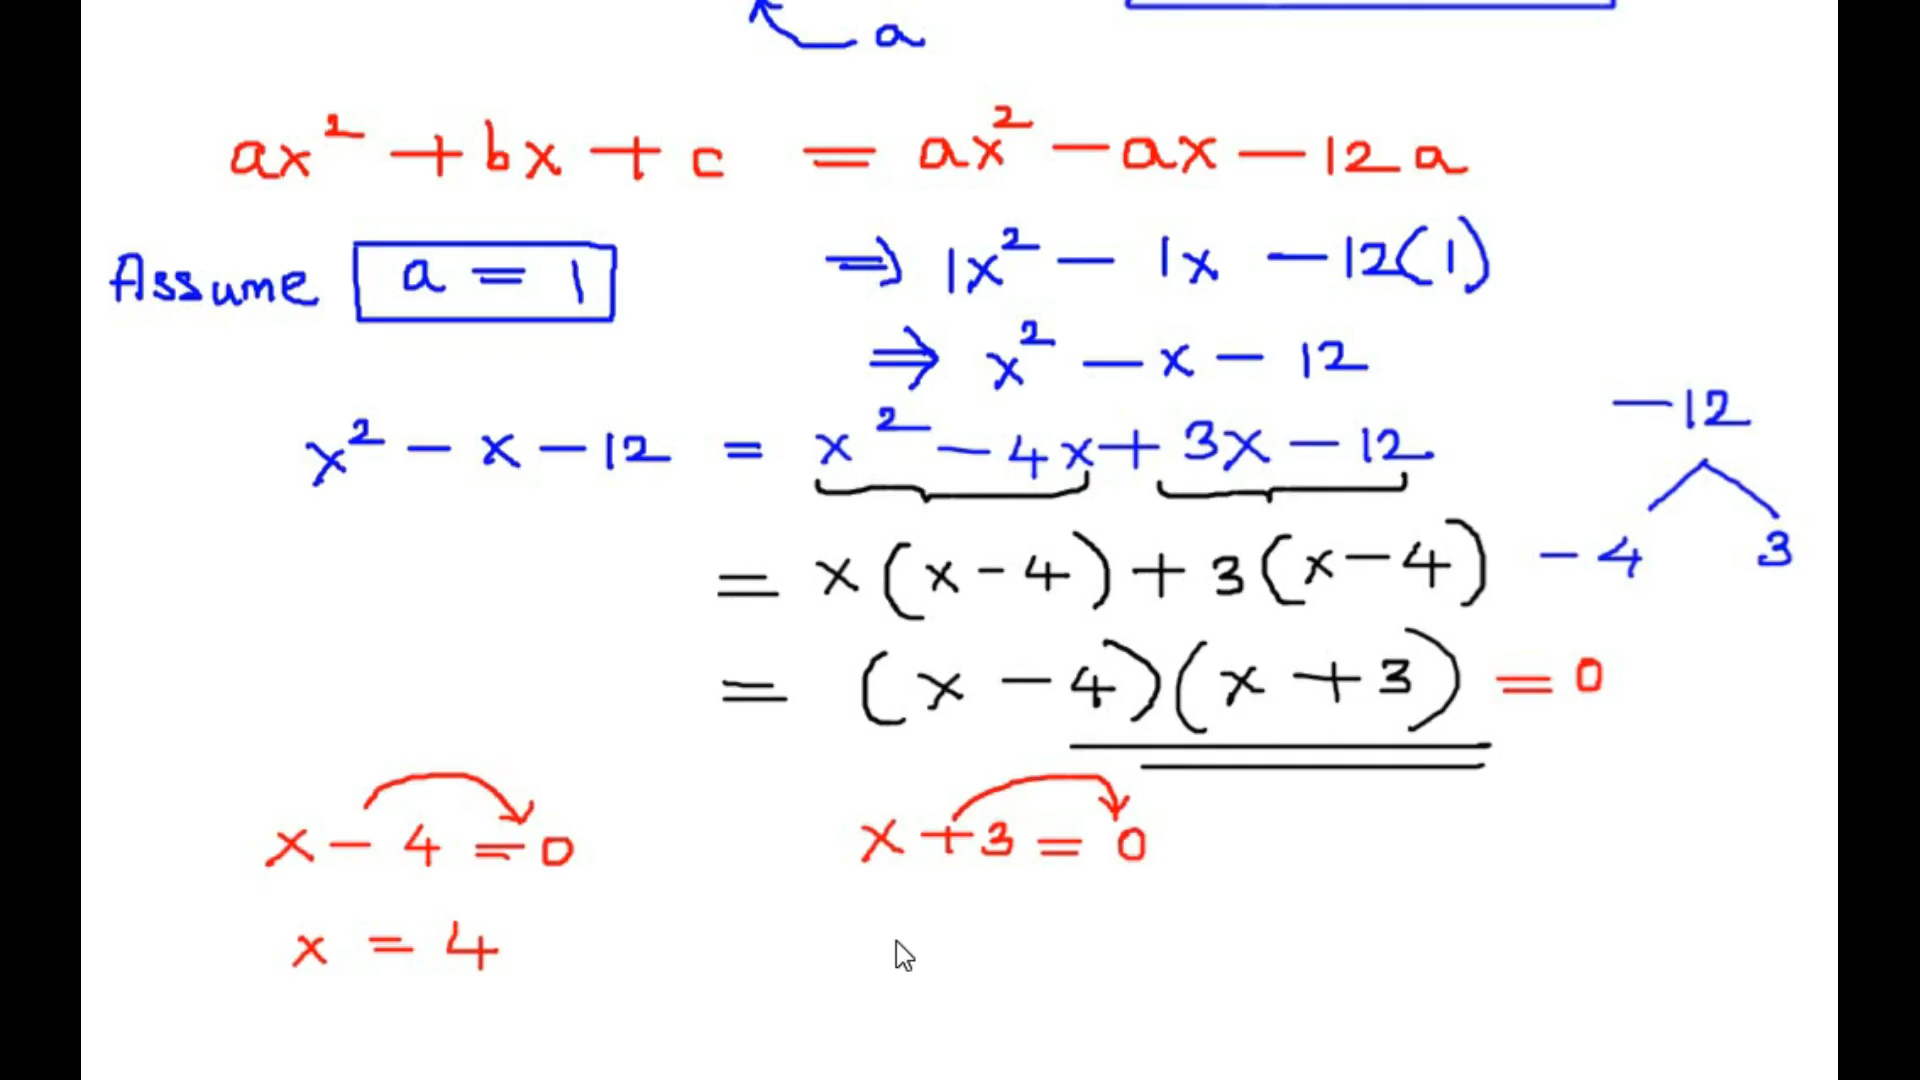 a
ax² + bx + c = ax² - ax - 12a
Assume a = 1 ⇒ 1x² - 1x - 12(1)
⇒ x² - x - 12
-12
x² - x - 12 = x² - 4x + 3x - 12
-4 3
= x(x - 4) + 3(x - 4)
= (x - 4)(x + 3) = 0
x - 4 = 0 x + 3 = 0
x = 4